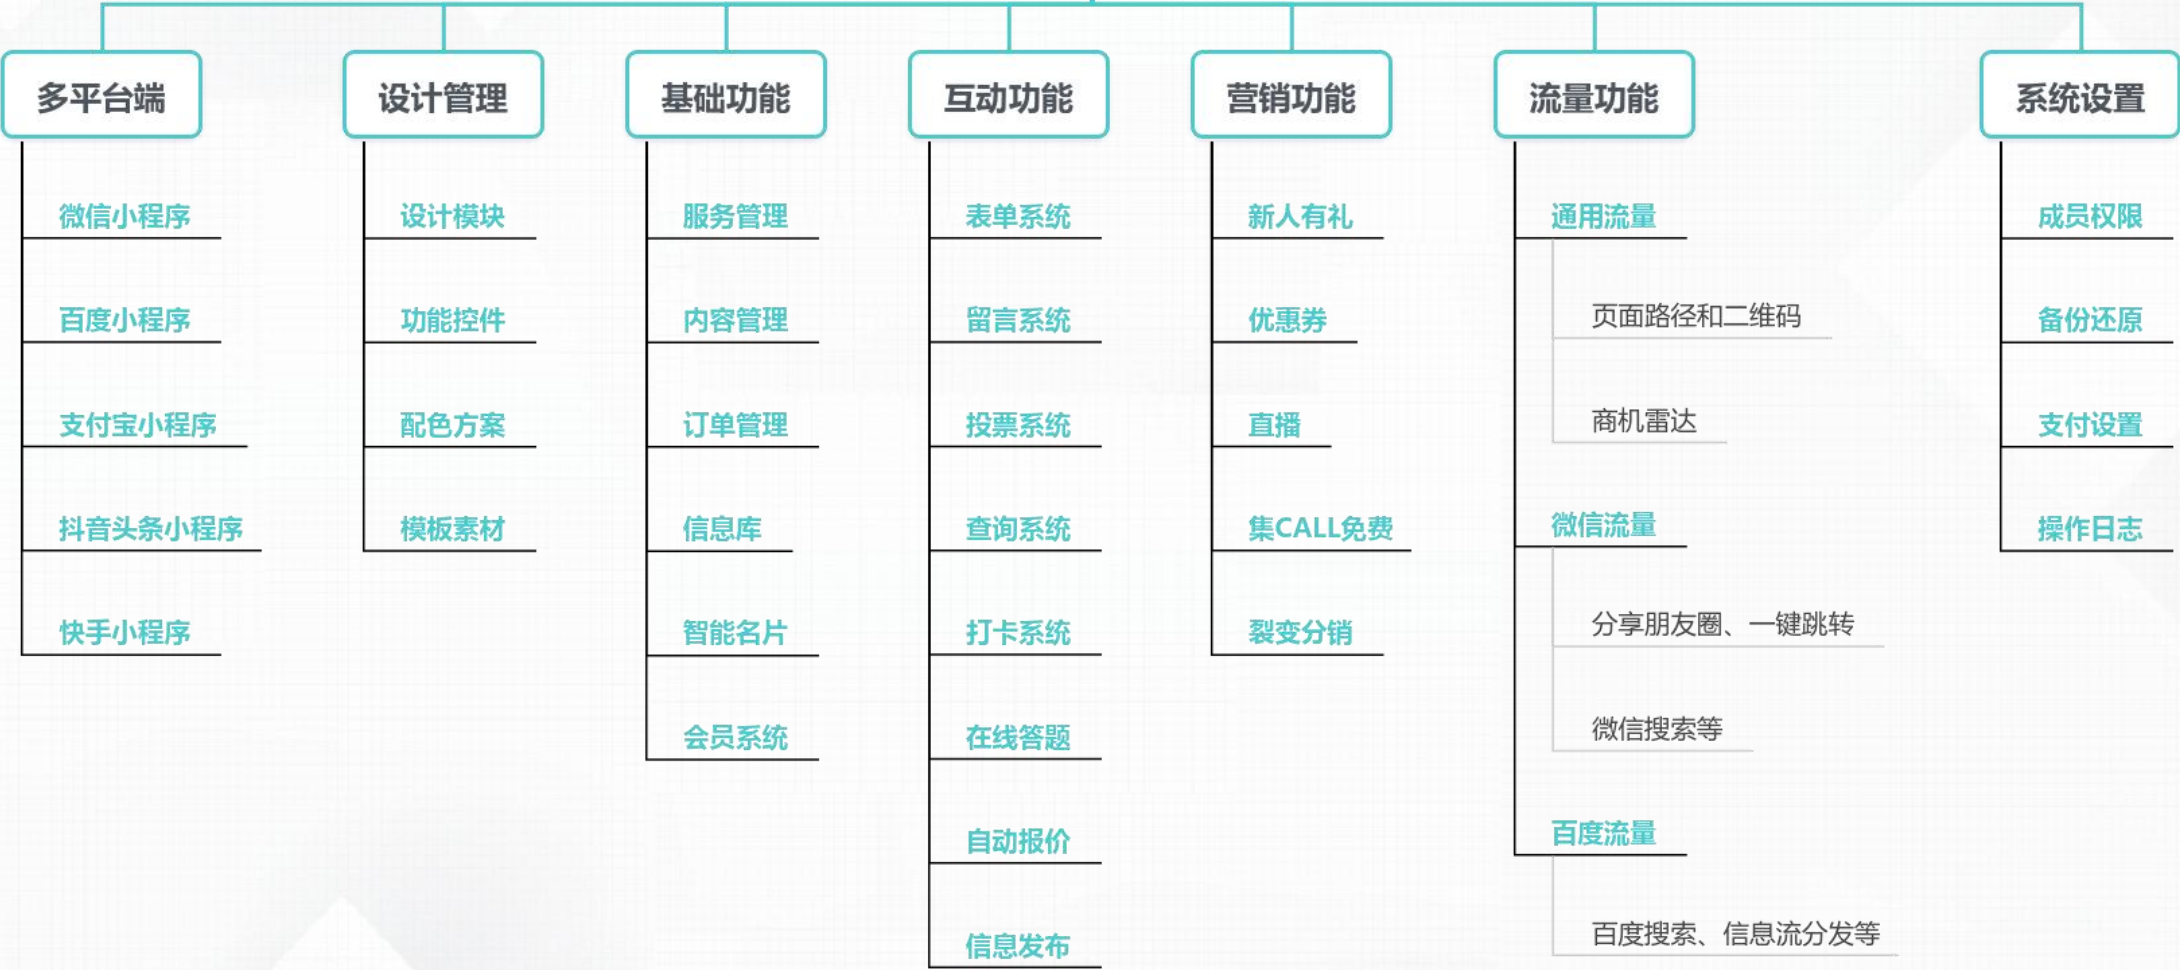 多平台端
微信小程序
百度小程序
支付宝小程序
抖音头条小程序
快手小程序
设计管理
设计模块
功能控件
配色方案
模板素材
基础功能
服务管理
内容管理
订单管理
信息库
智能名片
会员系统
互动功能
表单系统
留言系统
投票系统
查询系统
打卡系统
在线答题
自动报价
信息发布
营销功能
新人有礼
优惠券
直播
集CALL免费
裂变分销
流量功能
通用流量
页面路径和二维码
商机雷达
微信流量
分享朋友圈、一键跳转
微信搜索等
百度流量
百度搜索、信息流分发等
系统设置
成员权限
备份还原
支付设置
操作日志